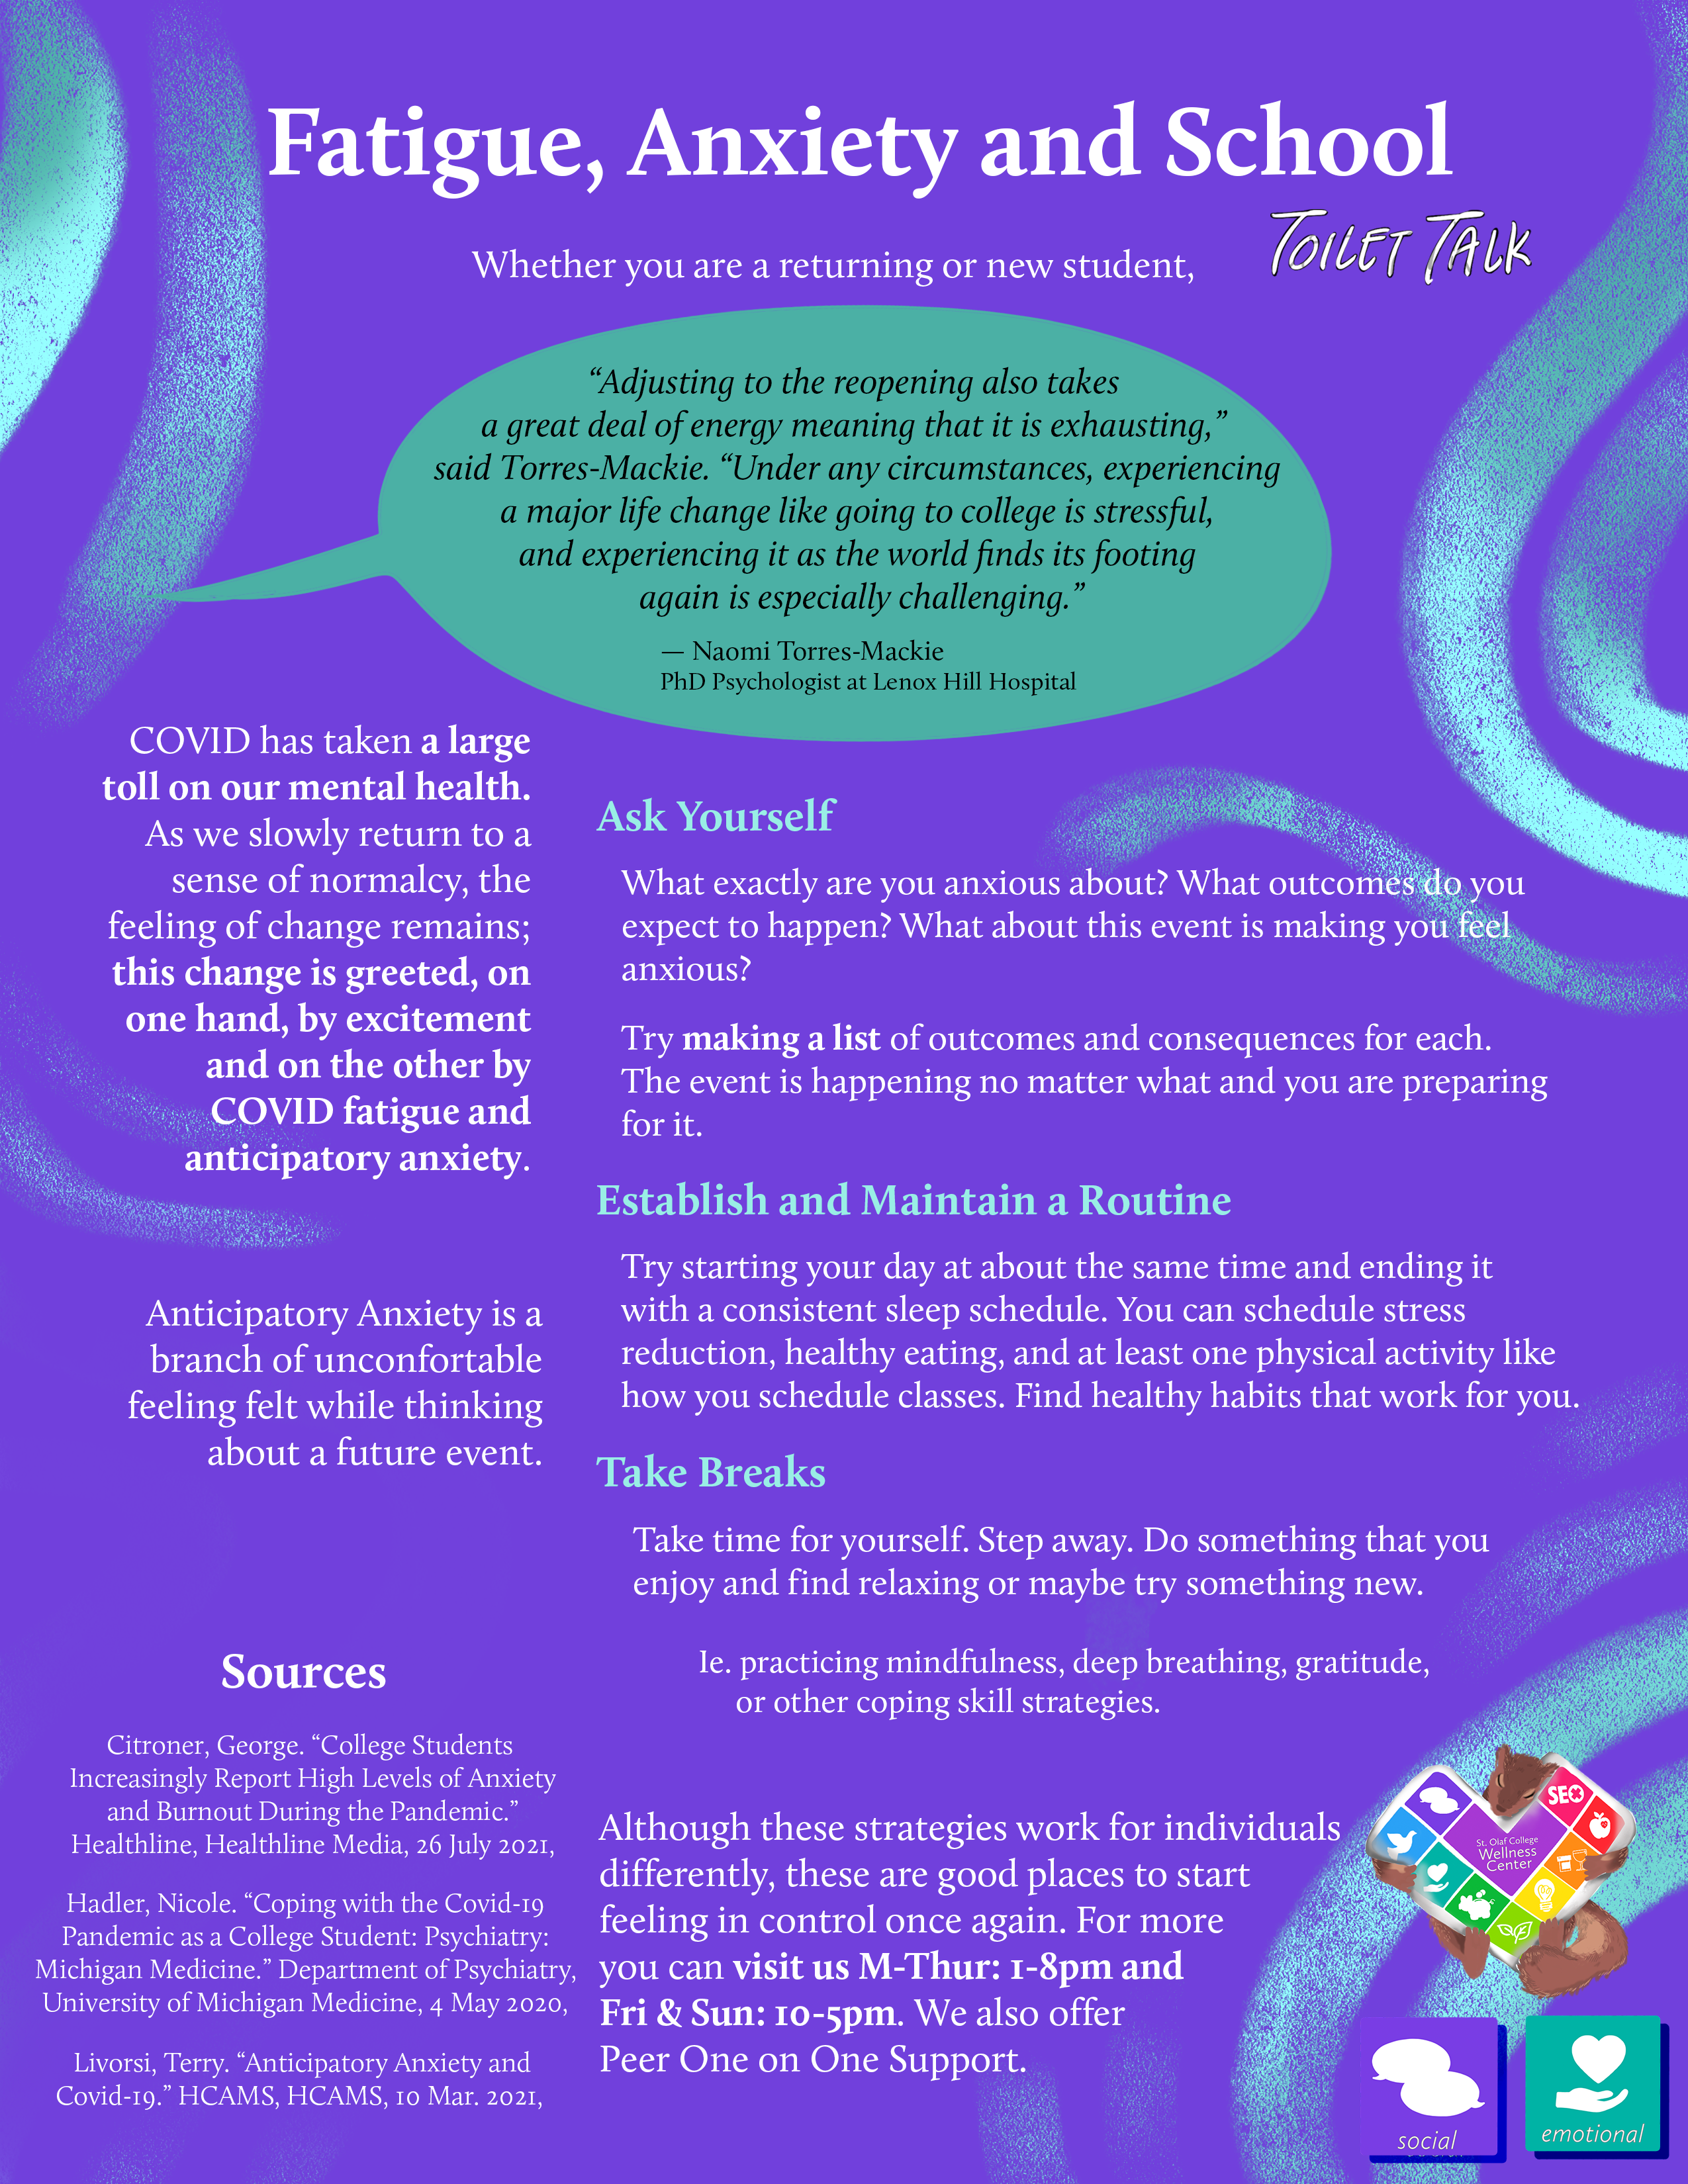 Fatigue, Anxiety and School
TOILET TALK
Whether you are a returning or new student,
“Adjusting to the reopening also takes
a great deal of energy meaning that it is exhausting,”
said Torres-Mackie. “Under any circumstances, experiencing
a major life change like going to college is stressful,
and experiencing it as the world finds its footing
again is especially challenging.”
— Naomi Torres-Mackie
PhD Psychologist at Lenox Hill Hospital
COVID has taken a large
toll on our mental health.
As we slowly return to a
sense of normalcy, the
feeling of change remains;
this change is greeted, on
one hand, by excitement
and on the other by
COVID fatigue and
anticipatory anxiety.
Anticipatory Anxiety is a
branch of unconfortable
feeling felt while thinking
about a future event.
Sources
Citroner, George. “College Students
Increasingly Report High Levels of Anxiety
and Burnout During the Pandemic.”
Healthline, Healthline Media, 26 July 2021,
Hadler, Nicole. “Coping with the Covid-19
Pandemic as a College Student: Psychiatry:
Michigan Medicine.” Department of Psychiatry,
University of Michigan Medicine, 4 May 2020,
Livorsi, Terry. “Anticipatory Anxiety and
Covid-19.” HCAMS, HCAMS, 10 Mar. 2021,
Ask Yourself
What exactly are you anxious about? What outcomes do you
expect to happen? What about this event is making you feel
anxious?
Try making a list of outcomes and consequences for each.
The event is happening no matter what and you are preparing
for it.
Establish and Maintain a Routine
Try starting your day at about the same time and ending it
with a consistent sleep schedule. You can schedule stress
reduction, healthy eating, and at least one physical activity like
how you schedule classes. Find healthy habits that work for you.
Take Breaks
Take time for yourself. Step away. Do something that you
enjoy and find relaxing or maybe try something new.
Ie. practicing mindfulness, deep breathing, gratitude,
or other coping skill strategies.
Although these strategies work for individuals
differently, these are good places to start
feeling in control once again. For more
you can visit us M-Thur: 1-8pm and
Fri & Sun: 10-5pm. We also offer
Peer One on One Support.
SEX
St. Olaf College
Wellness
Center
social
emotional